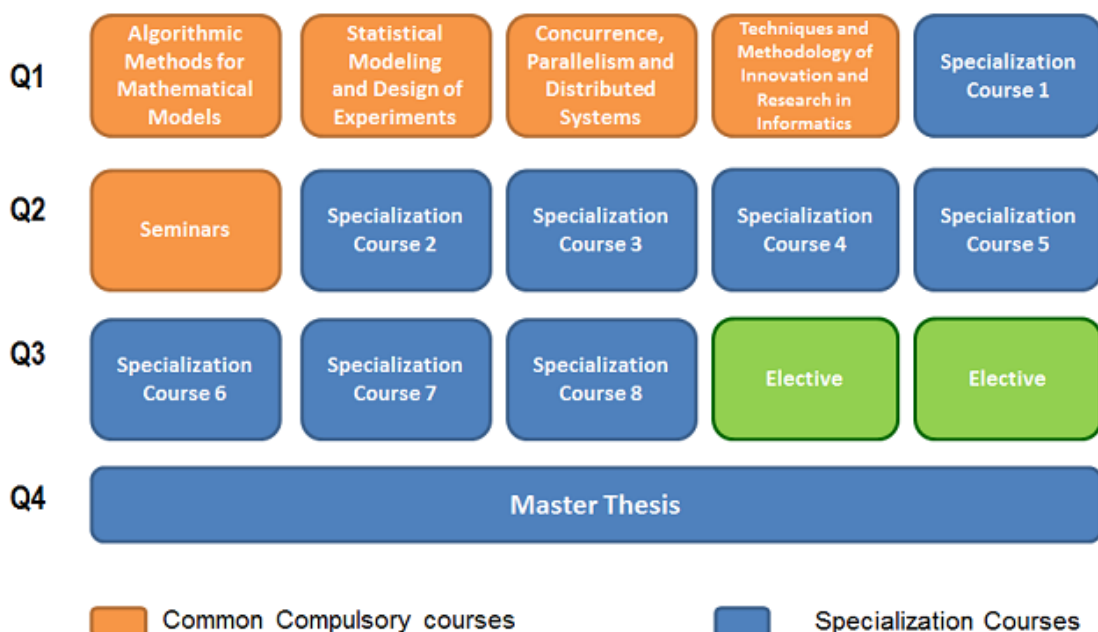 Q1
Algorithmic
Methods for
Mathematical
Models
Statistical
Modeling
and Design of
Experiments
Concurrence,
Parallelism and
Distributed
Systems
Techniques and
Methodology of
Innovation and
Research in
Informatics
Specialization
Course 1
Q2
Seminars
Specialization
Course 2
Specialization
Course 3
Specialization
Course 4
Specialization
Course 5
Q3
Specialization
Course 6
Specialization
Course 7
Specialization
Course 8
Elective
Elective
Q4
Master Thesis
Common Compulsory courses
Specialization Courses